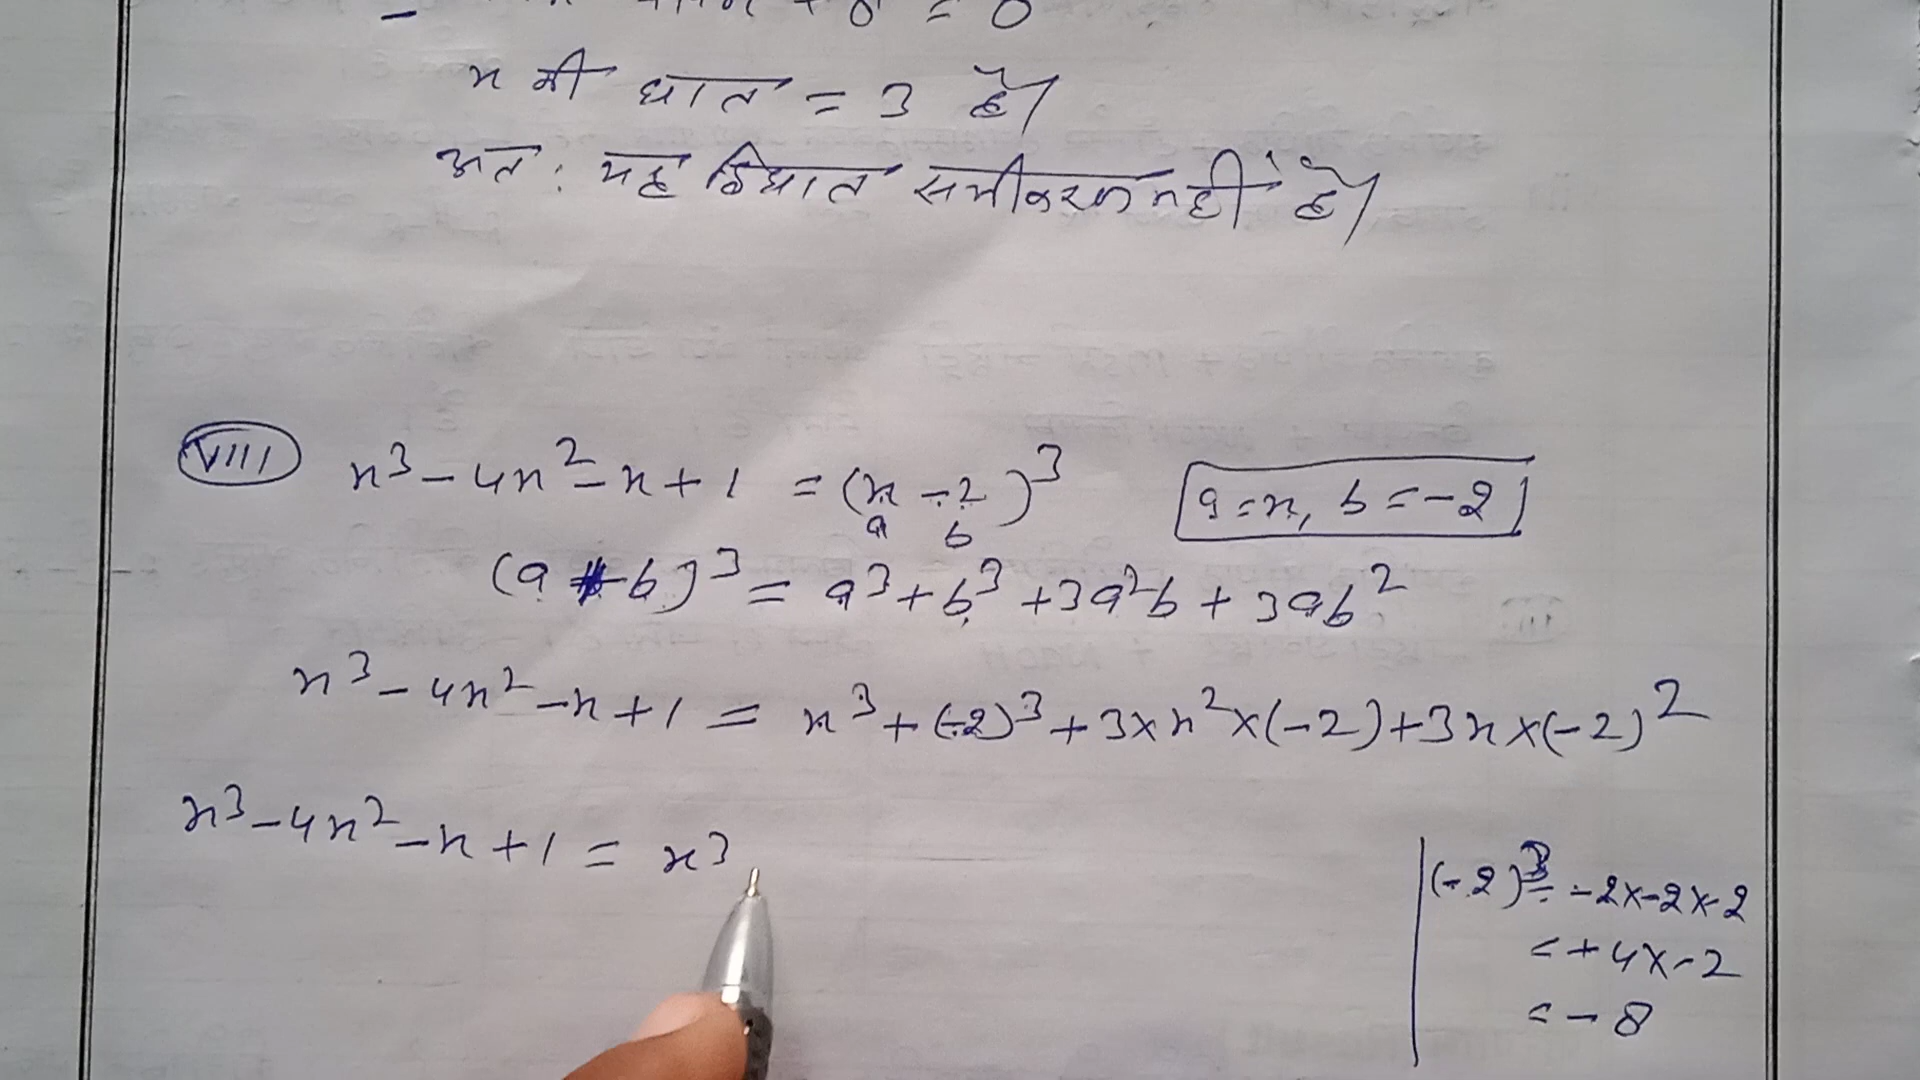 = 0
x की घात = 3 है।
अतः यह द्विघात समीकरण नहीं है।
VIII x³ - 4x² - x + 1 = (x - 2)³
a b
a = x, b = -2
(a + b)³ = a³ + b³ + 3a²b + 3ab²
x³ - 4x² - x + 1 = x³ + (-2)³ + 3 × x² × (-2) + 3x × (-2)²
x³ - 4x² - x + 1 = x³
(-2)³ = -2 × -2 × -2
= + 4 × -2
= - 8